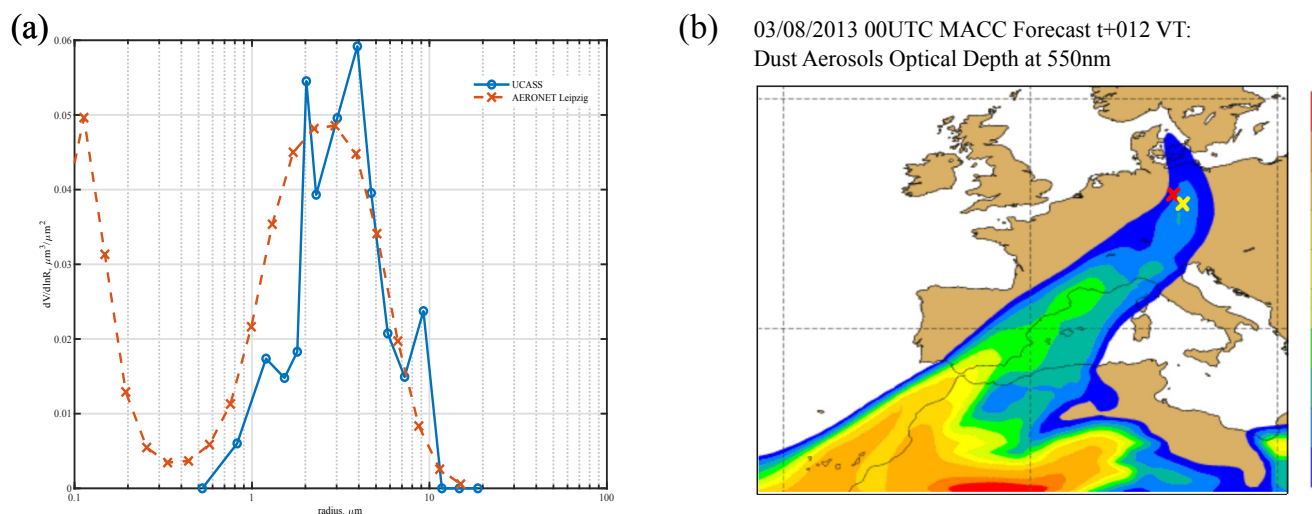 (a)
0.06
0.05
0.04
0.03
0.02
0.01
0
dV/dlnR, μm³/μm²
UCASS
AERONET Leipzig
0.1
1
10
100
radius, μm
(b)
03/08/2013 00UTC MACC Forecast t+012 VT:
Dust Aerosols Optical Depth at 550nm